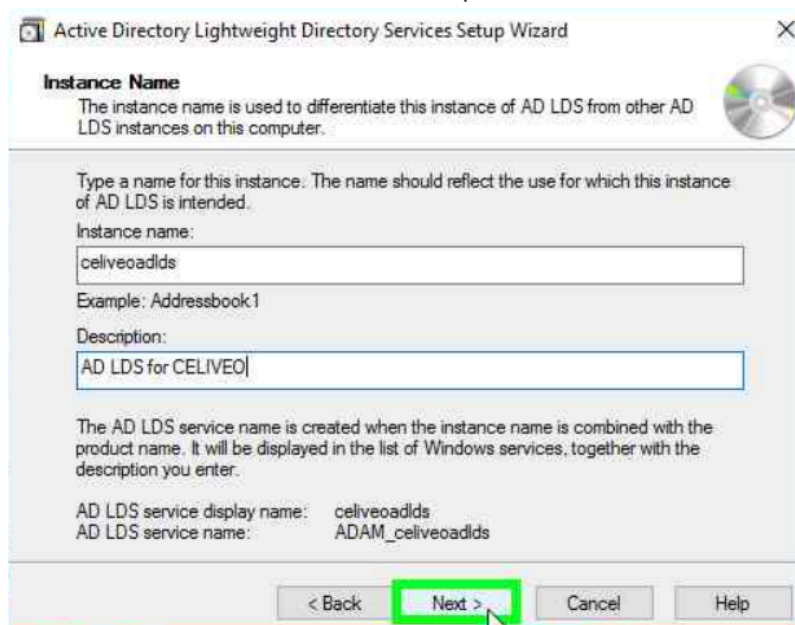 Active Directory Lightweight Directory Services Setup Wizard
Instance Name
The instance name is used to differentiate this instance of AD LDS from other AD
LDS instances on this computer.
Type a name for this instance. The name should reflect the use for which this instance
of AD LDS is intended.
Instance name:
celiveoadlds
Example: Addressbook1
Description:
AD LDS for CELIVEO
The AD LDS service name is created when the instance name is combined with the
product name. It will be displayed in the list of Windows services, together with the
description you enter.
AD LDS service display name: celiveoadlds
AD LDS service name: ADAM_celiveoadlds
< Back Next > Cancel Help